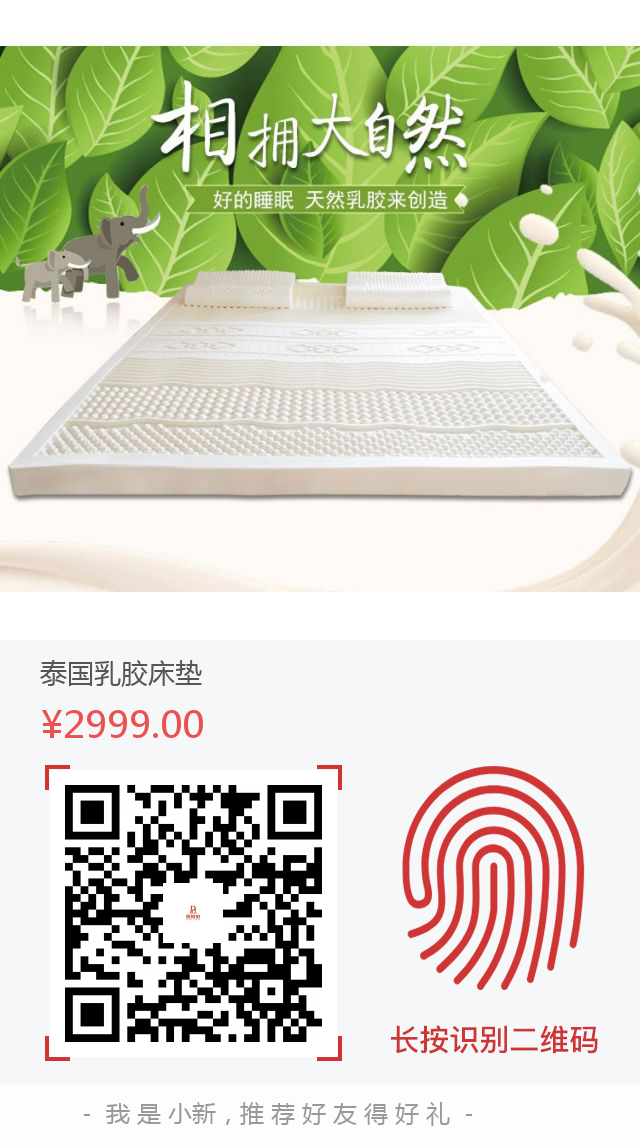 相拥大自然
好的睡眠 天然乳胶来创造
泰国乳胶床垫
¥2999.00
长按识别二维码
- 我是小新，推荐好友得好礼 -